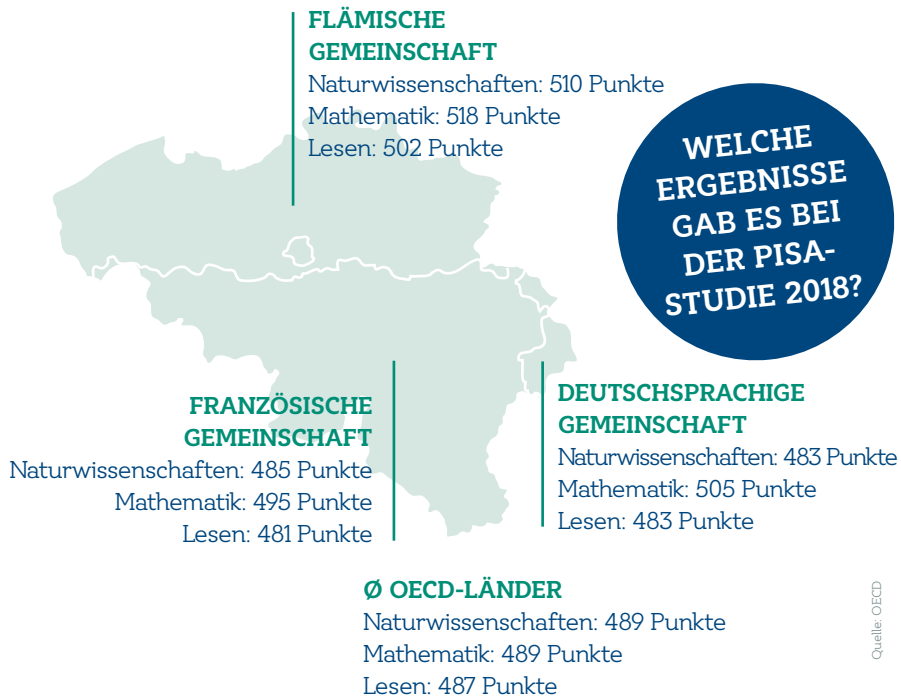 FLÄMISCHE
GEMEINSCHAFT
Naturwissenschaften: 510 Punkte
Mathematik: 518 Punkte
Lesen: 502 Punkte
WELCHE
ERGEBNISSE
GAB ES BEI
DER PISA-
STUDIE 2018?
FRANZÖSISCHE
GEMEINSCHAFT
Naturwissenschaften: 485 Punkte
Mathematik: 495 Punkte
Lesen: 481 Punkte
DEUTSCHSPRACHIGE
GEMEINSCHAFT
Naturwissenschaften: 483 Punkte
Mathematik: 505 Punkte
Lesen: 483 Punkte
Ø OECD-LÄNDER
Naturwissenschaften: 489 Punkte
Mathematik: 489 Punkte
Lesen: 487 Punkte
Quelle: OECD